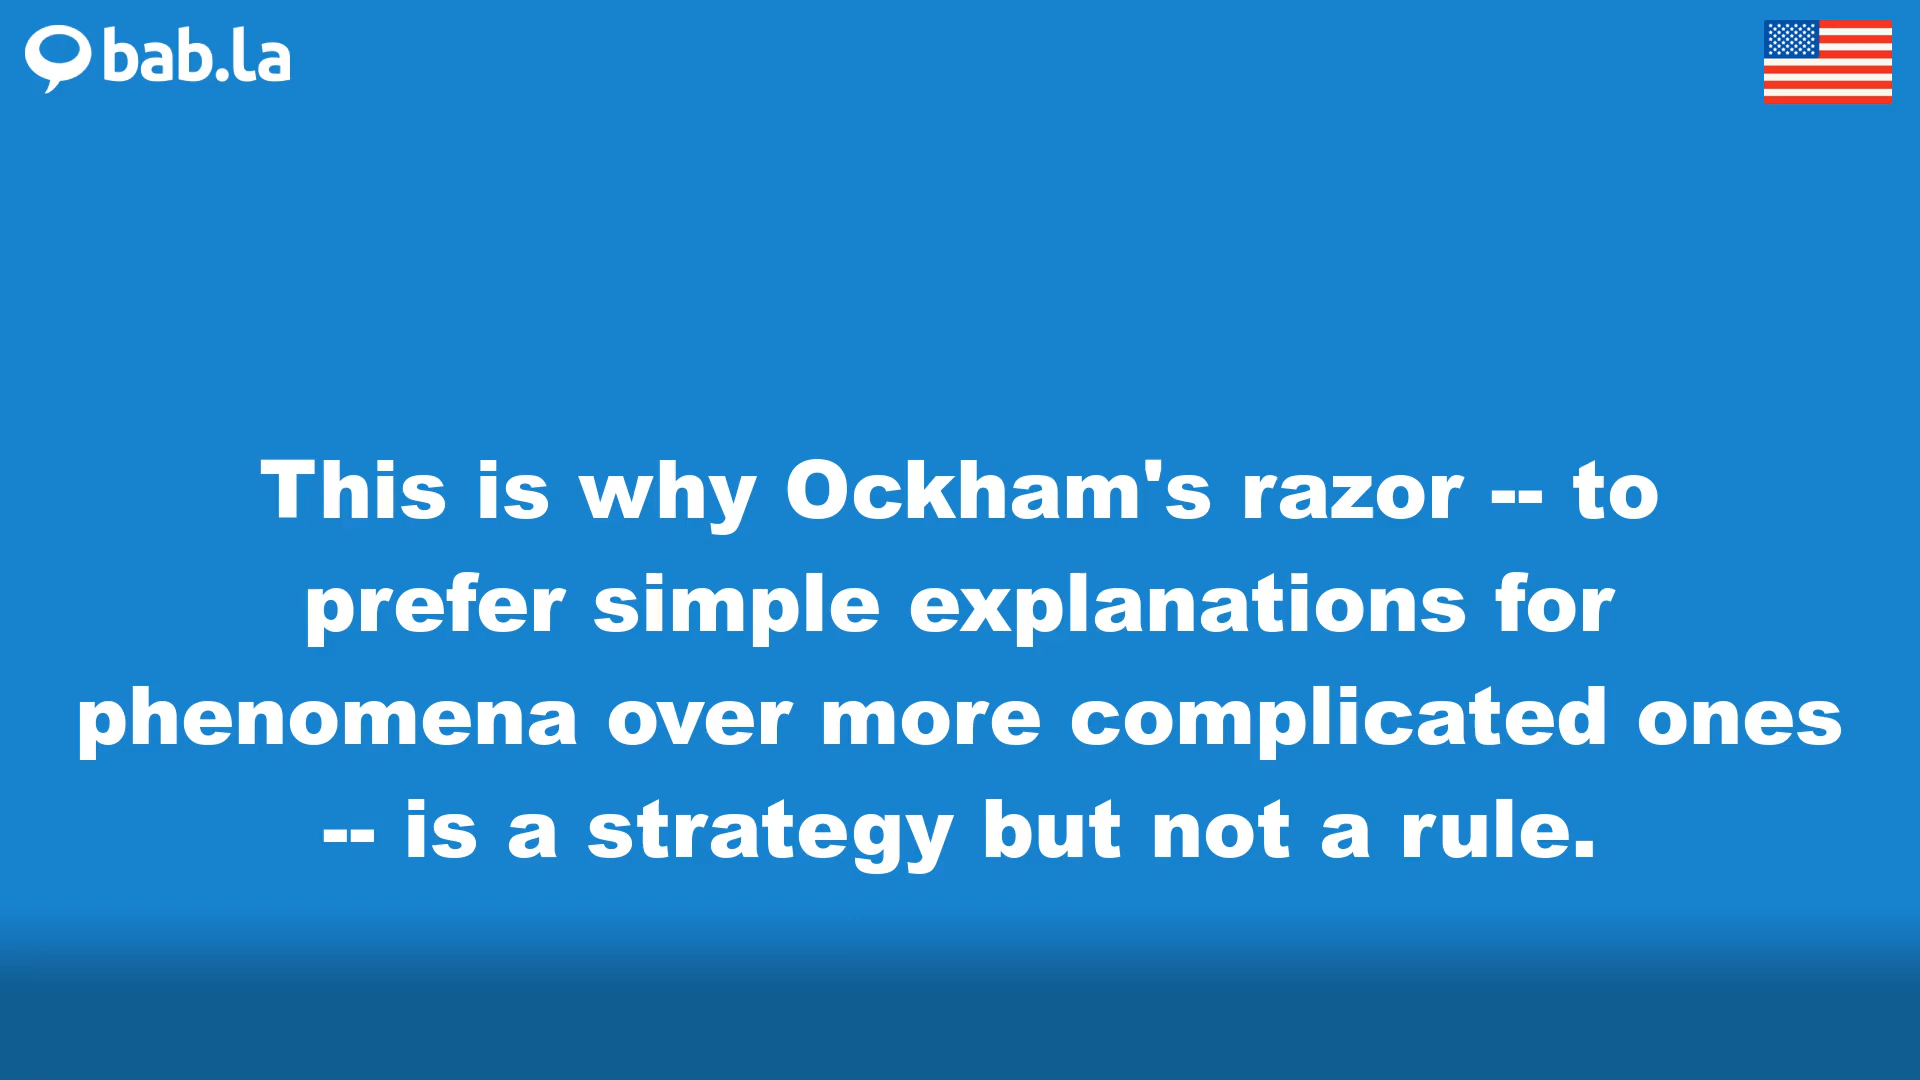 bab.la
This is why Ockham's razor -- to
prefer simple explanations for
phenomena over more complicated ones
-- is a strategy but not a rule.